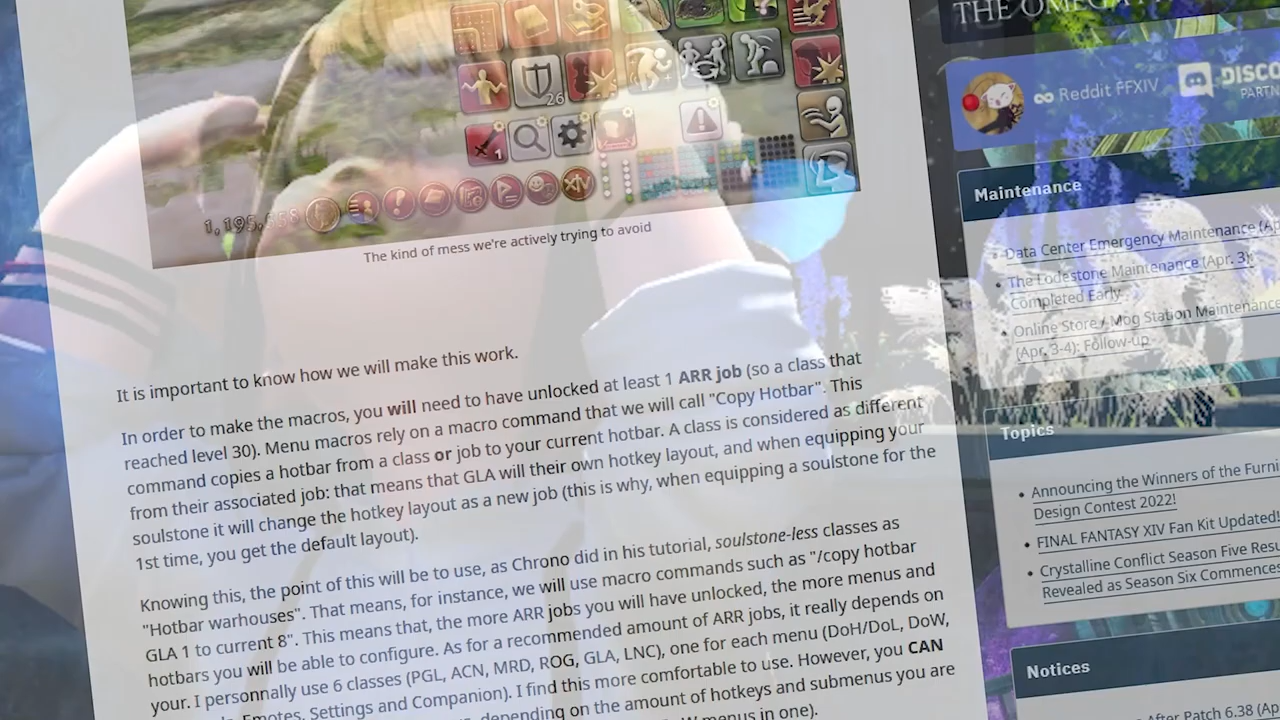 THE OMEGA
Reddit FFXIV
DISCO
PARTN
26
1
XIV
The kind of mess we're actively trying to avoid
It is important to know how we will make this work.
In order to make the macros, you will need to have unlocked at least 1 ARR job (so a class that
reached level 30). Menu macros rely on a macro command that we will call "Copy Hotbar". This
command copies a hotbar from a class or job to your current hotbar. A class is considered as different
from their associated job: that means that GLA will their own hotkey layout, and when equipping your
soulstone it will change the hotkey layout as a new job (this is why, when equipping a soulstone for the
1st time, you get the default layout).
Knowing this, the point of this will be to use, as Chrono did in his tutorial, soulstone-less classes as
"Hotbar warhouses". That means, for instance, we will use macro commands such as "/copy hotbar
GLA 1 to current 8". This means that, the more ARR jobs you will have unlocked, the more menus and
hotbars you will be able to configure. As for a recommended amount of ARR jobs, it really depends on
your. I personnally use 6 classes (PGL, ACN, MRD, ROG, GLA, LNC), one for each menu (DoH/DoL, DoW,
Emotes, Settings and Companion). I find this more comfortable to use. However, you CAN
depending on the amount of hotkeys and submenus you are
menus in one).
Maintenance
Data Center Emergency Maintenance (Ap
The Lodestone Maintenance (Apr. 3):
Completed Early
Online Store / Mog Station Maintenance
(Apr. 3-4): Follow-up
Topics
Announcing the Winners of the Furni
Design Contest 2022!
FINAL FANTASY XIV Fan Kit Updated!
Crystalline Conflict Season Five Resu
Revealed as Season Six Commences
Notices
After Patch 6.38 (Ap